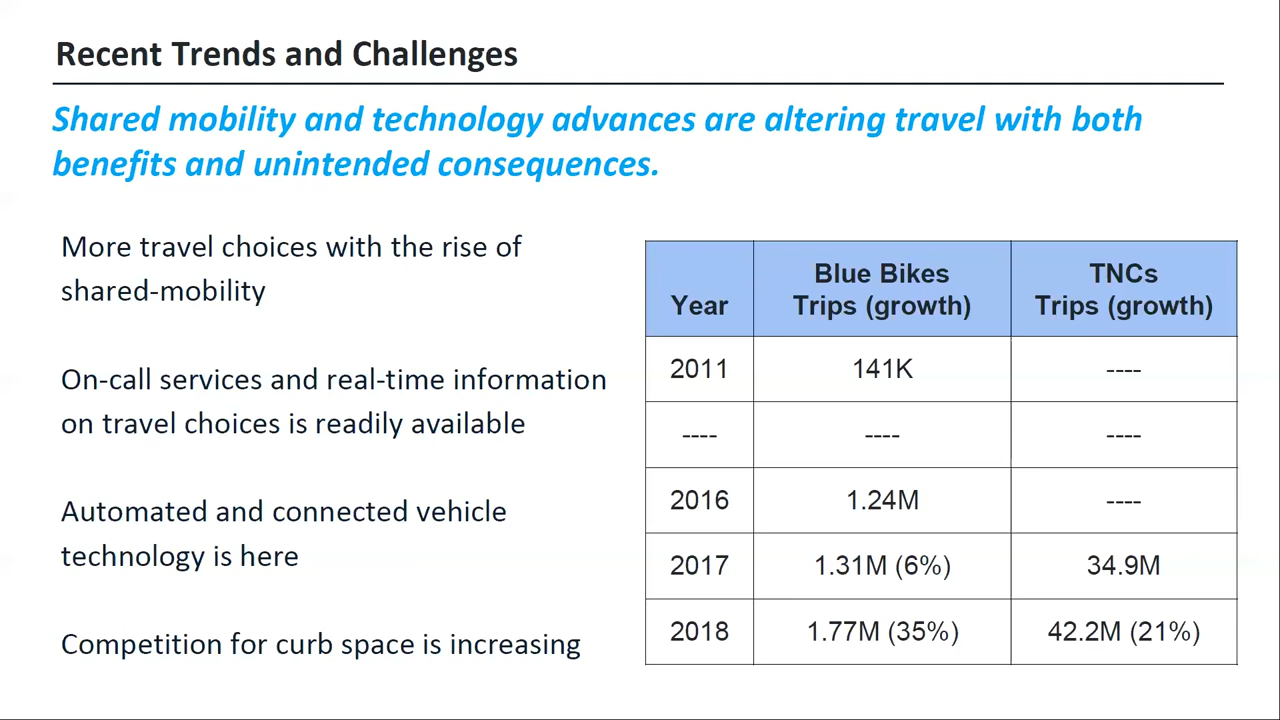 Recent Trends and Challenges
Shared mobility and technology advances are altering travel with both
benefits and unintended consequences.
More travel choices with the rise of
shared-mobility
On-call services and real-time information
on travel choices is readily available
Automated and connected vehicle
technology is here
Competition for curb space is increasing
Year Blue Bikes Trips (growth) TNCs Trips (growth)
2011 141K ----
---- ---- ----
2016 1.24M ----
2017 1.31M (6%) 34.9M
2018 1.77M (35%) 42.2M (21%)